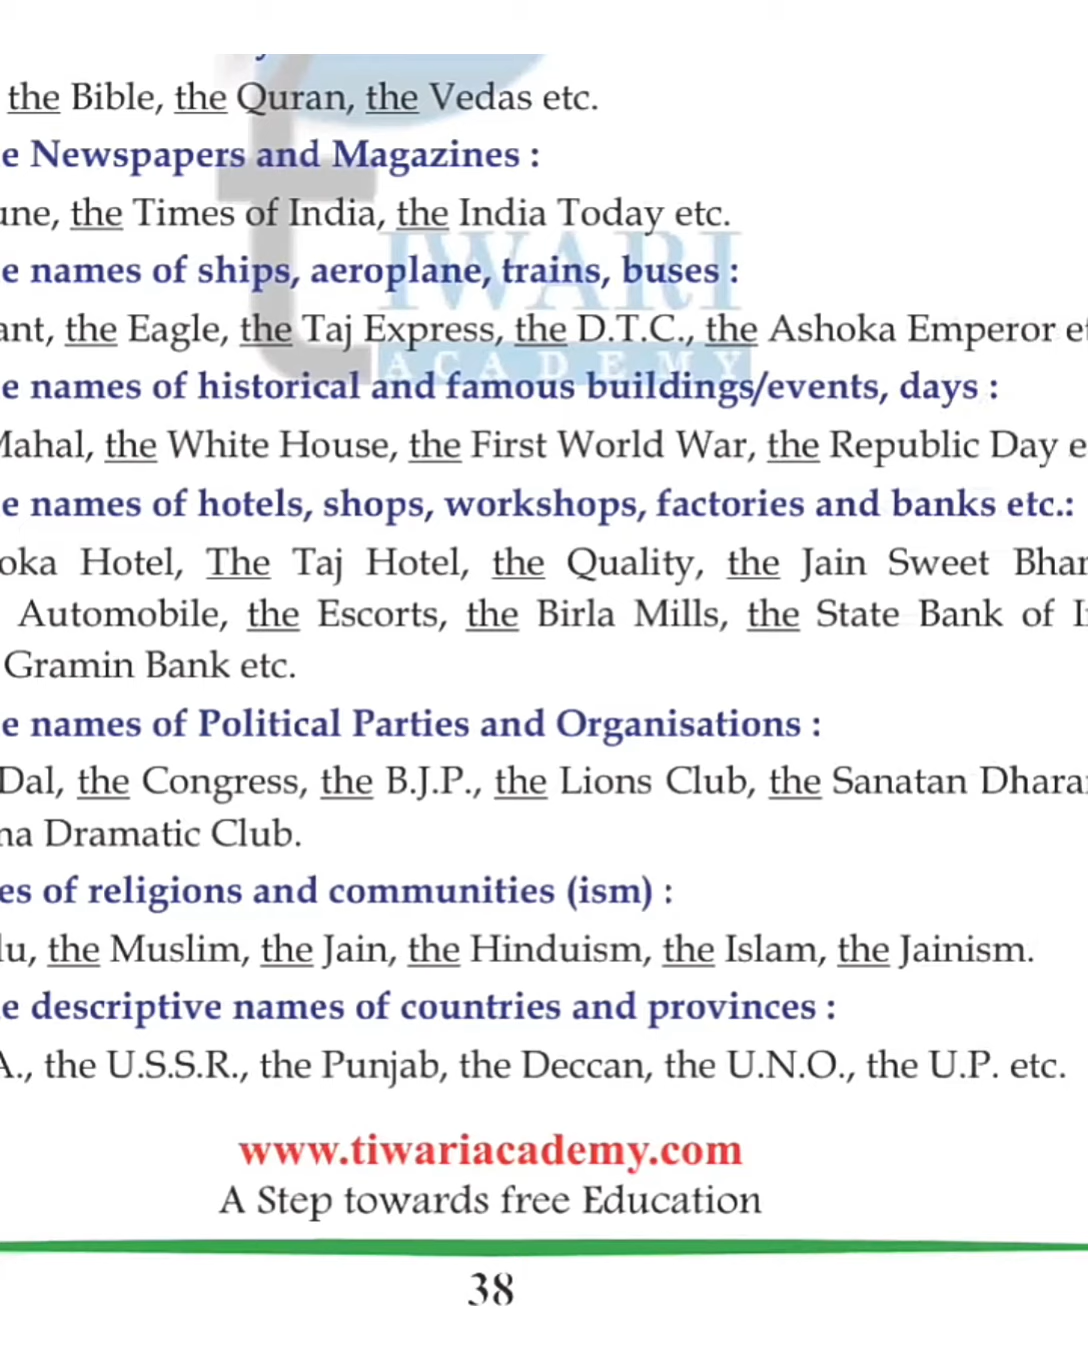 the Bible, the Quran, the Vedas etc.
e Newspapers and Magazines :
une, the Times of India, the India Today etc.
TIWARI
e names of ships, aeroplane, trains, buses :
ant, the Eagle, the Taj Express, the D.T.C., the Ashoka Emperor et
ACADEMY
e names of historical and famous buildings/events, days :
Mahal, the White House, the First World War, the Republic Day e
e names of hotels, shops, workshops, factories and banks etc.:
oka Hotel, The Taj Hotel, the Quality, the Jain Sweet Bhan
Automobile, the Escorts, the Birla Mills, the State Bank of I
Gramin Bank etc.
e names of Political Parties and Organisations :
Dal, the Congress, the B.J.P., the Lions Club, the Sanatan Dhara
na Dramatic Club.
es of religions and communities (ism) :
lu, the Muslim, the Jain, the Hinduism, the Islam, the Jainism.
e descriptive names of countries and provinces :
A., the U.S.S.R., the Punjab, the Deccan, the U.N.O., the U.P. etc.
www.tiwariacademy.com
A Step towards free Education
38